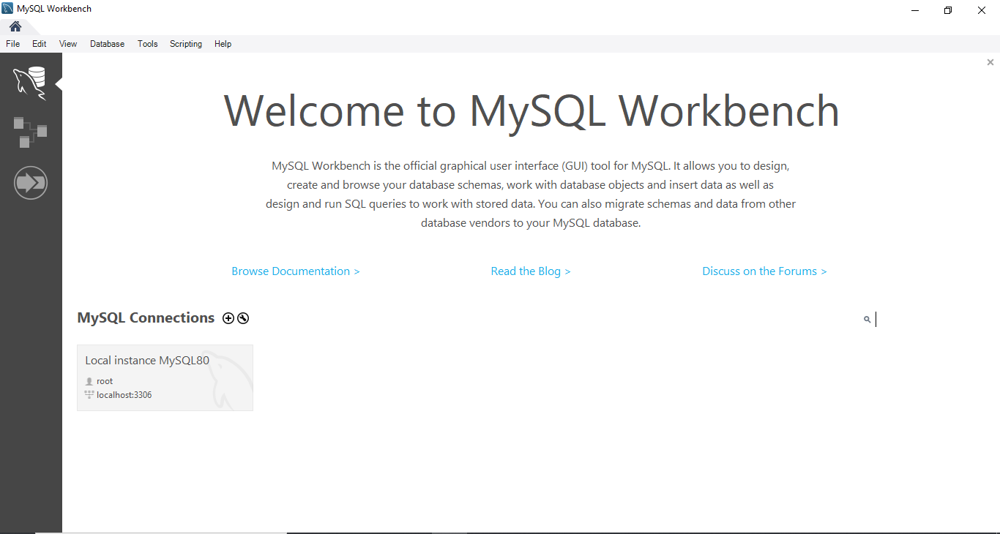 MySQL Workbench
File Edit View Database Tools Scripting Help
Welcome to MySQL Workbench
MySQL Workbench is the official graphical user interface (GUI) tool for MySQL. It allows you to design,
create and browse your database schemas, work with database objects and insert data as well as
design and run SQL queries to work with stored data. You can also migrate schemas and data from other
database vendors to your MySQL database.
Browse Documentation > Read the Blog > Discuss on the Forums >
MySQL Connections
Local instance MySQL80
root
localhost:3306